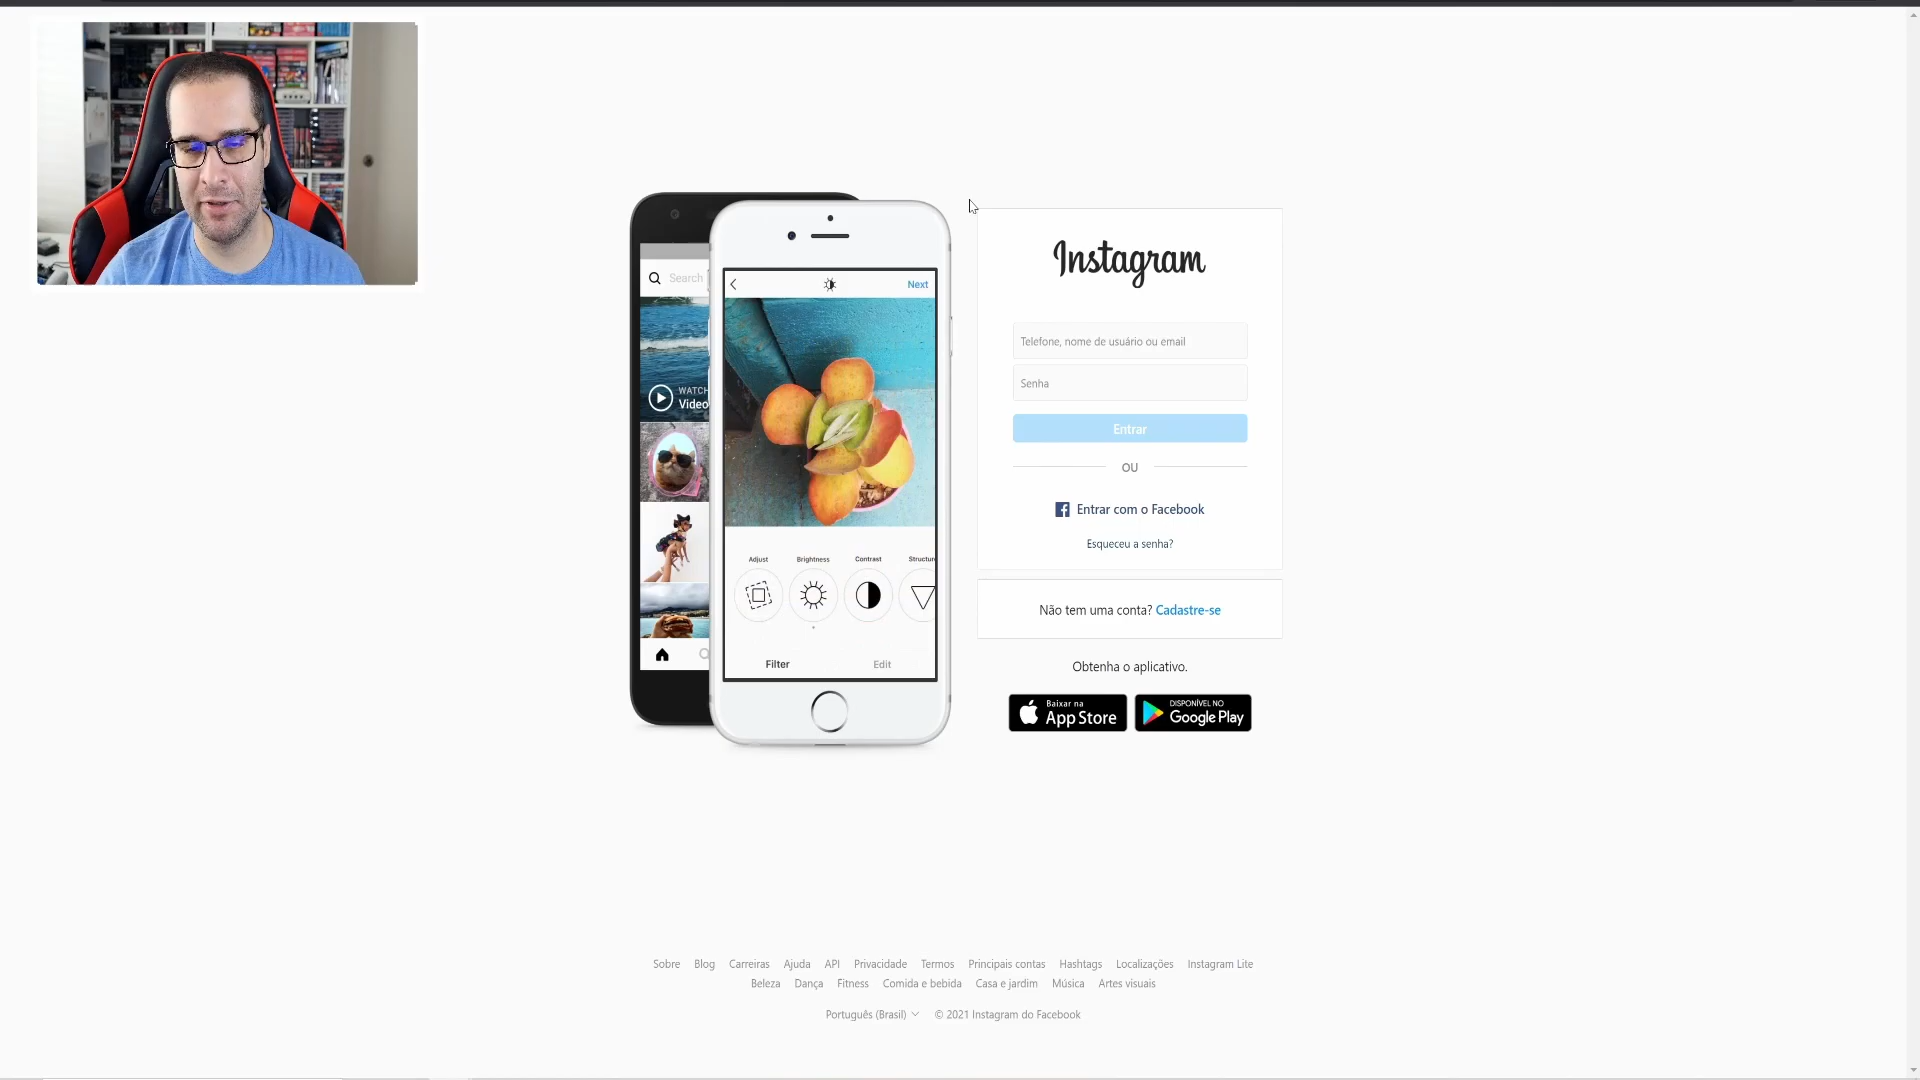 Search
WATCH
Video
Next
Adjust
Brightness
Contrast
Structure
Filter
Edit
Instagram
Telefone, nome de usuário ou email
Senha
Entrar
OU
Entrar com o Facebook
Esqueceu a senha?
Não tem uma conta? Cadastre-se
Obtenha o aplicativo.
Baixar na
App Store
DISPONÍVEL NO
Google Play
Sobre Blog Carreiras Ajuda API Privacidade Termos Principais contas Hashtags Localizações Instagram Lite
Beleza Dança Fitness Comida e bebida Casa e jardim Música Artes visuais
Português (Brasil) © 2021 Instagram do Facebook